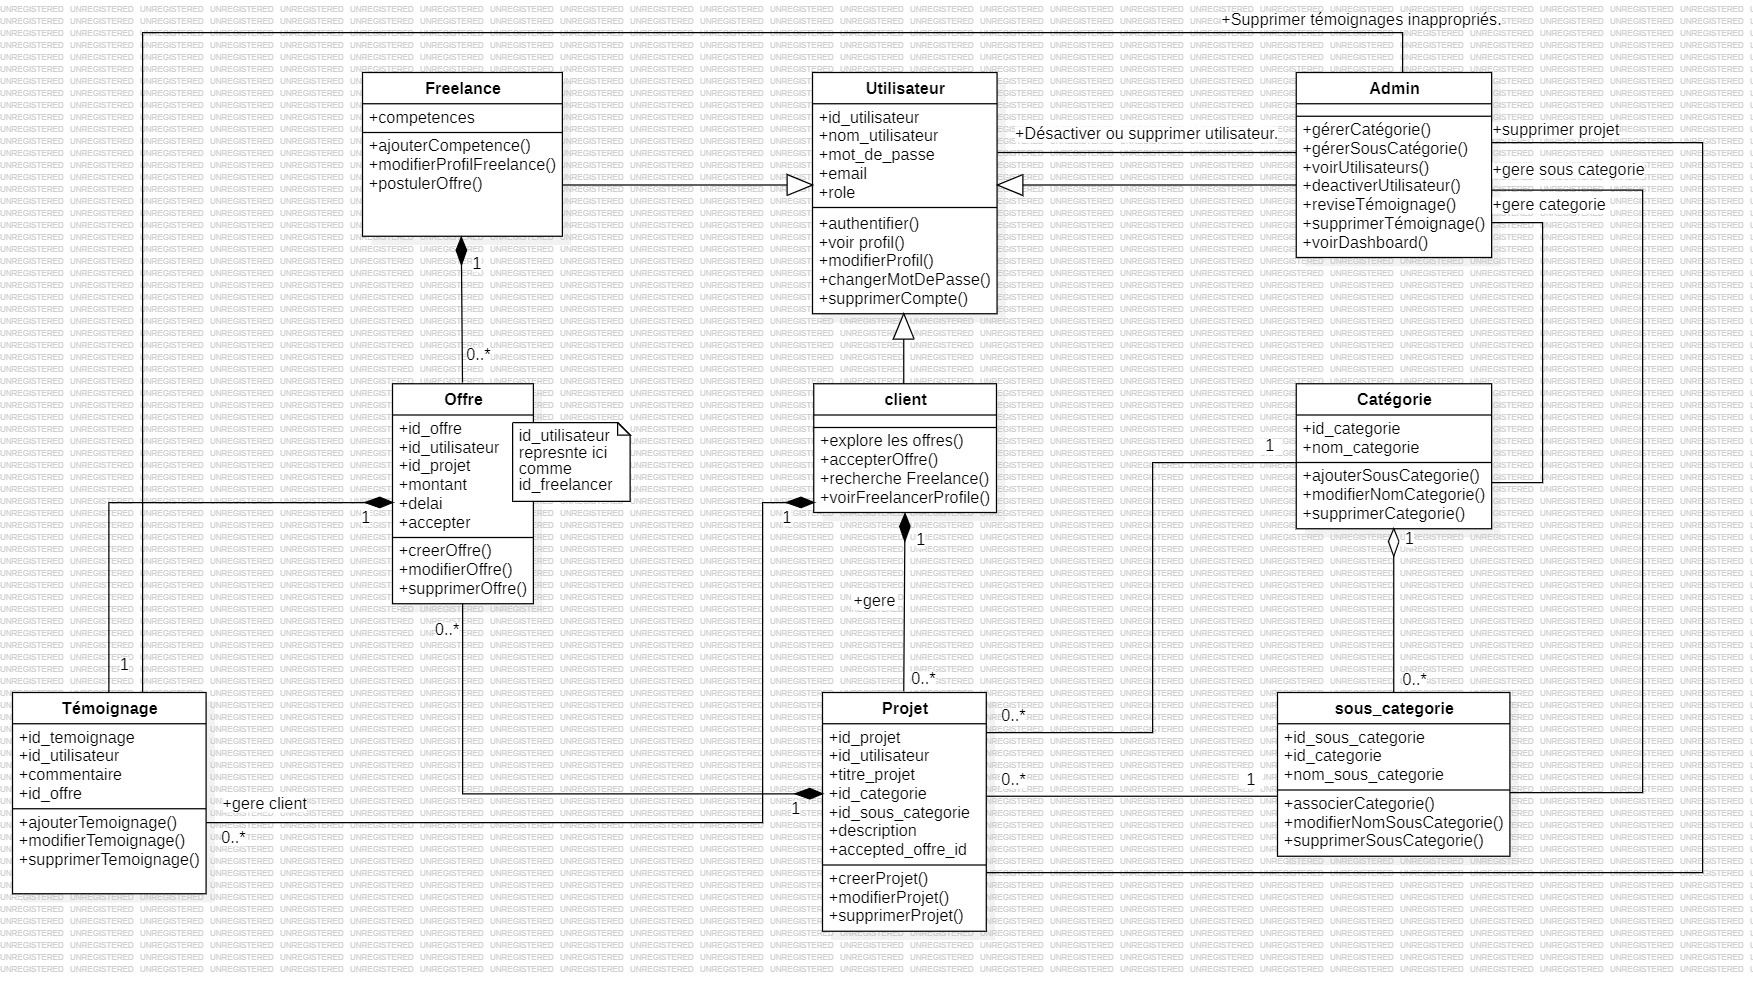 +Supprimer témoignages inappropriés.
Freelance
+competences
+ajouterCompetence()
+modifierProfilFreelance()
+postulerOffre()
1
0..*
Utilisateur
+id_utilisateur
+nom_utilisateur
+mot_de_passe
+email
+role
+authentifier()
+voir profil()
+modifierProfil()
+changerMotDePasse()
+supprimerCompte()
+Désactiver ou supprimer utilisateur.
Admin
+gérerCatégorie()
+gérerSousCatégorie()
+voirUtilisateurs()
+deactiverUtilisateur()
+reviseTémoignage()
+supprimerTémoignage()
+voirDashboard()
+supprimer projet
+gere sous categorie
+gere categorie
Offre
+id_offre
+id_utilisateur
+id_projet
+montant
+delai
+accepter
+creerOffre()
+modifierOffre()
+supprimerOffre()
id_utilisateur
represnte ici
comme
id_freelancer
1
0..*
client
+explore les offres()
+accepterOffre()
+recherche Freelance()
+voirFreelancerProfile()
1
1
+gere
0..*
Catégorie
+id_categorie
+nom_categorie
+ajouterSousCategorie()
+modifierNomCategorie()
+supprimerCategorie()
1
1
0..*
1
Témoignage
+id_temoignage
+id_utilisateur
+commentaire
+id_offre
+ajouterTemoignage()
+modifierTemoignage()
+supprimerTemoignage()
+gere client
0..*
Projet
+id_projet
+id_utilisateur
+titre_projet
+id_categorie
+id_sous_categorie
+description
+accepted_offre_id
+creerProjet()
+modifierProjet()
+supprimerProjet()
1
0..*
0..*
1
sous_categorie
+id_sous_categorie
+id_categorie
+nom_sous_categorie
+associerCategorie()
+modifierNomSousCategorie()
+supprimerSousCategorie()
UNREGISTERED